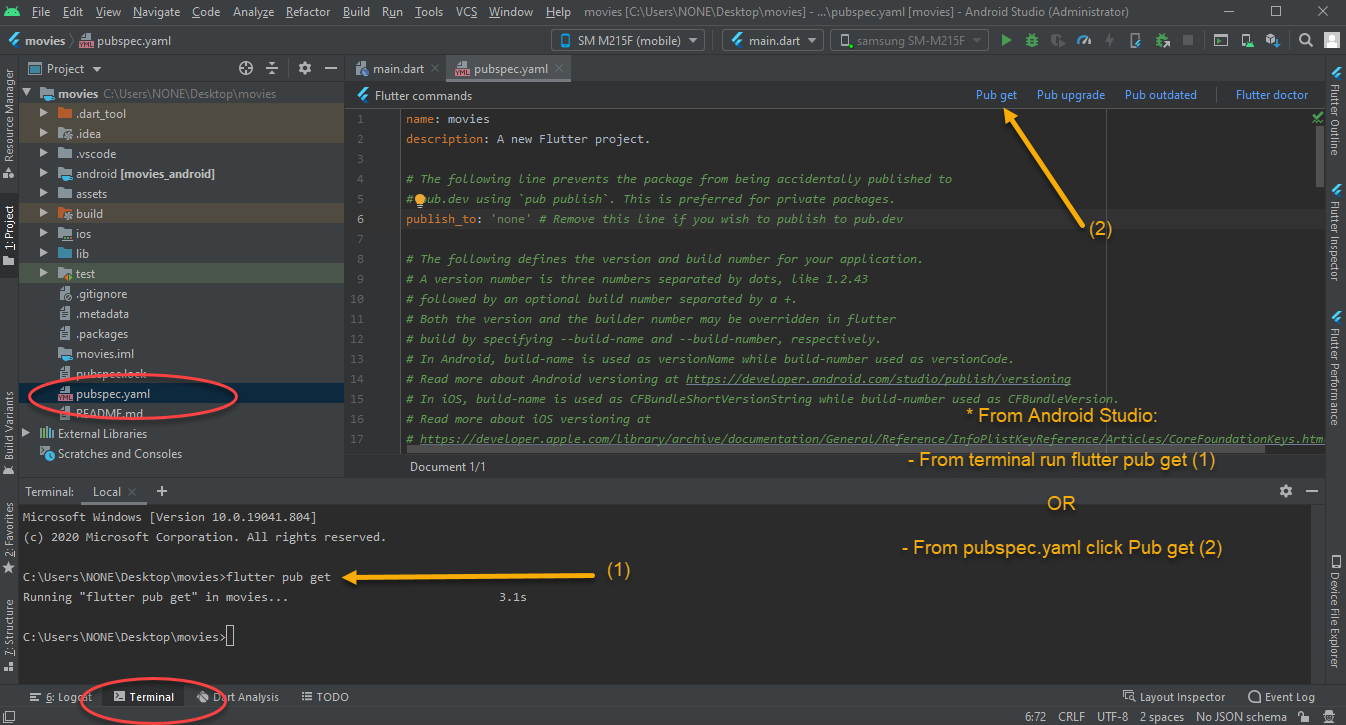 File Edit View Navigate Code Analyze Refactor Build Run Tools VCS Window Help movies [C:\Users\NONE\Desktop\movies] - ...\pubspec.yaml [movies] - Android Studio (Administrator)
movies pubspec.yaml SM M215F (mobile) main.dart samsung SM-M215F
Project
main.dart pubspec.yaml
Resource Manager
1: Project
Build Variants
2: Favorites
7: Structure
movies C:\Users\NONE\Desktop\movies
.dart_tool
.idea
.vscode
android [movies_android]
assets
build
ios
lib
test
.gitignore
.metadata
.packages
movies.iml
pubspec.lock
pubspec.yaml
README.md
External Libraries
Scratches and Consoles
Flutter commands Pub get Pub upgrade Pub outdated Flutter doctor
1 name: movies
2 description: A new Flutter project.
3
4 # The following line prevents the package from being accidentally published to
5 # pub.dev using `pub publish`. This is preferred for private packages.
6 publish_to: 'none' # Remove this line if you wish to publish to pub.dev
7
8 # The following defines the version and build number for your application.
9 # A version number is three numbers separated by dots, like 1.2.43
10 # followed by an optional build number separated by a +.
11 # Both the version and the builder number may be overridden in flutter
12 # build by specifying --build-name and --build-number, respectively.
13 # In Android, build-name is used as versionName while build-number used as versionCode.
14 # Read more about Android versioning at https://developer.android.com/studio/publish/versioning
15 # In iOS, build-name is used as CFBundleShortVersionString while build-number used as CFBundleVersion.
16 # Read more about iOS versioning at
17 # https://developer.apple.com/library/archive/documentation/General/Reference/InfoPlistKeyReference/Articles/CoreFoundationKeys.htm
Document 1/1
(2)
* From Android Studio:
- From terminal run flutter pub get (1)
OR
- From pubspec.yaml click Pub get (2)
Flutter Outline
Flutter Inspector
Flutter Performance
Device File Explorer
Terminal: Local
Microsoft Windows [Version 10.0.19041.804]
(c) 2020 Microsoft Corporation. All rights reserved.
C:\Users\NONE\Desktop\movies>flutter pub get
(1)
Running "flutter pub get" in movies... 3.1s
C:\Users\NONE\Desktop\movies>
6: Logcat Terminal Dart Analysis TODO Layout Inspector Event Log
6:72 CRLF UTF-8 2 spaces No JSON schema